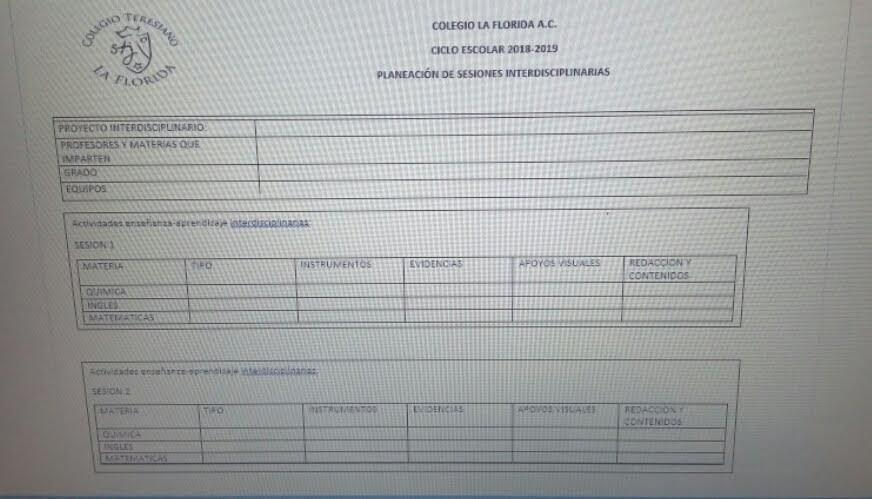 COLEGIO TERESIANO
STJ
LA FLORIDA
COLEGIO LA FLORIDA A.C.
CICLO ESCOLAR 2018-2019
PLANEACIÓN DE SESIONES INTERDISCIPLINARIAS
PROYECTO INTERDISCIPLINARIO:
PROFESORES Y MATERIAS QUE
IMPARTEN
GRADO
EQUIPOS
Actividades enseñanza-aprendizaje interdisciplinarias:
SESION 1
MATERIA TIPO INSTRUMENTOS EVIDENCIAS APOYOS VISUALES REDACCION Y
CONTENIDOS
QUIMICA
INGLES
MATEMATICAS
Actividades enseñanza-aprendizaje interdisciplinarias:
SESION 2
MATERIA TIPO INSTRUMENTOS EVIDENCIAS APOYOS VISUALES REDACCION Y
CONTENIDOS
QUIMICA
INGLES
MATEMATICAS